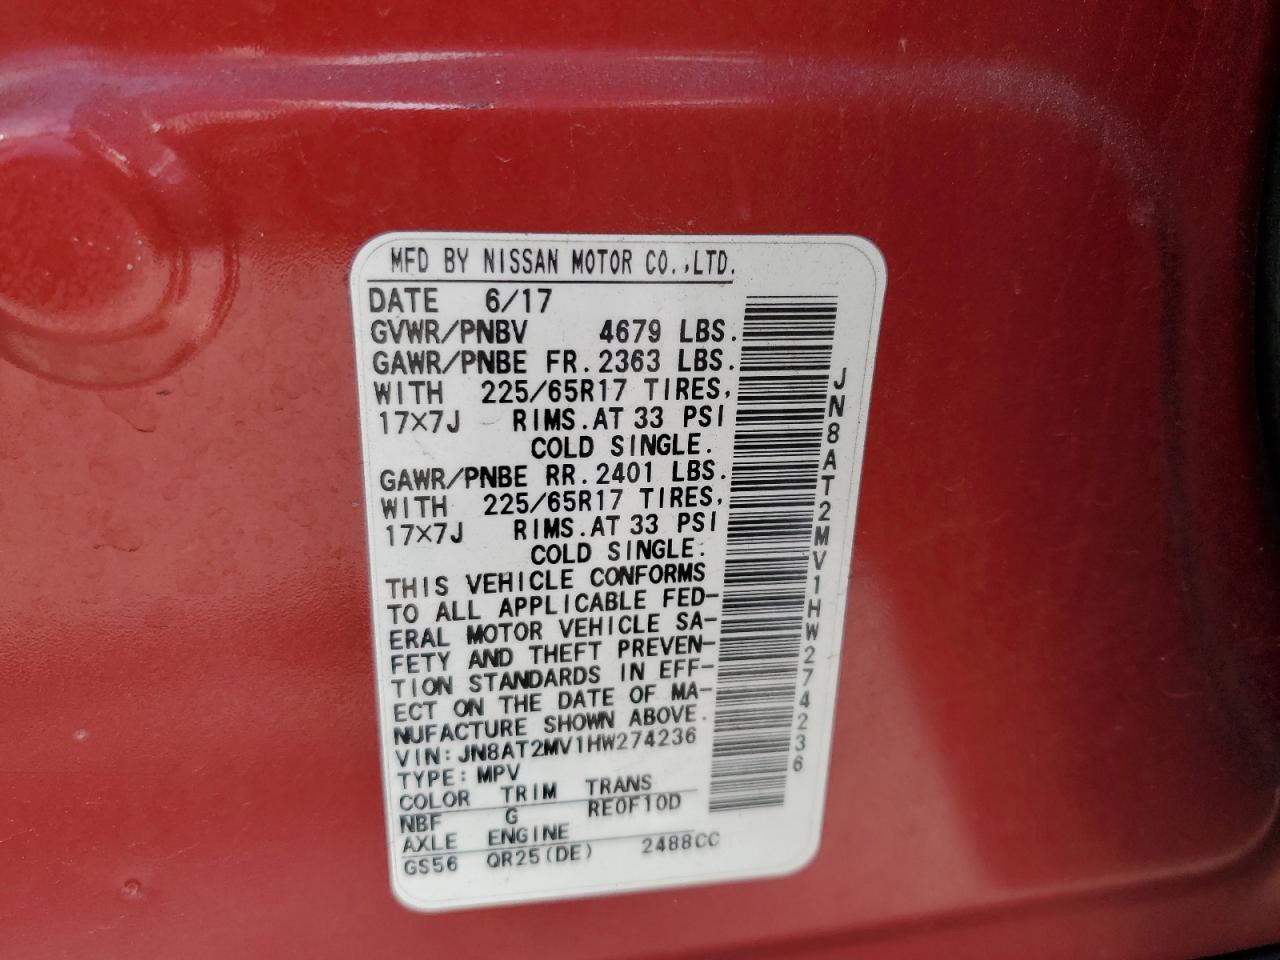 MFD BY NISSAN MOTOR CO.,LTD.
DATE 6/17
GVWR/PNBV 4679 LBS.
GAWR/PNBE FR. 2363 LBS.
WITH 225/65R17 TIRES,
17×7J RIMS. AT 33 PSI
COLD SINGLE.
GAWR/PNBE RR. 2401 LBS.
WITH 225/65R17 TIRES,
17×7J RIMS. AT 33 PSI
COLD SINGLE.
THIS VEHICLE CONFORMS
TO ALL APPLICABLE FED-
ERAL MOTOR VEHICLE SA-
FETY AND THEFT PREVEN-
TION STANDARDS IN EFF-
ECT ON THE DATE OF MA-
NUFACTURE SHOWN ABOVE.
VIN: JN8AT2MV1HW274236
TYPE: MPV
COLOR TRIM TRANS
NBF G RE0F10D
AXLE ENGINE
GS56 QR25(DE) 2488CC
JN8AT2MV1HW274236